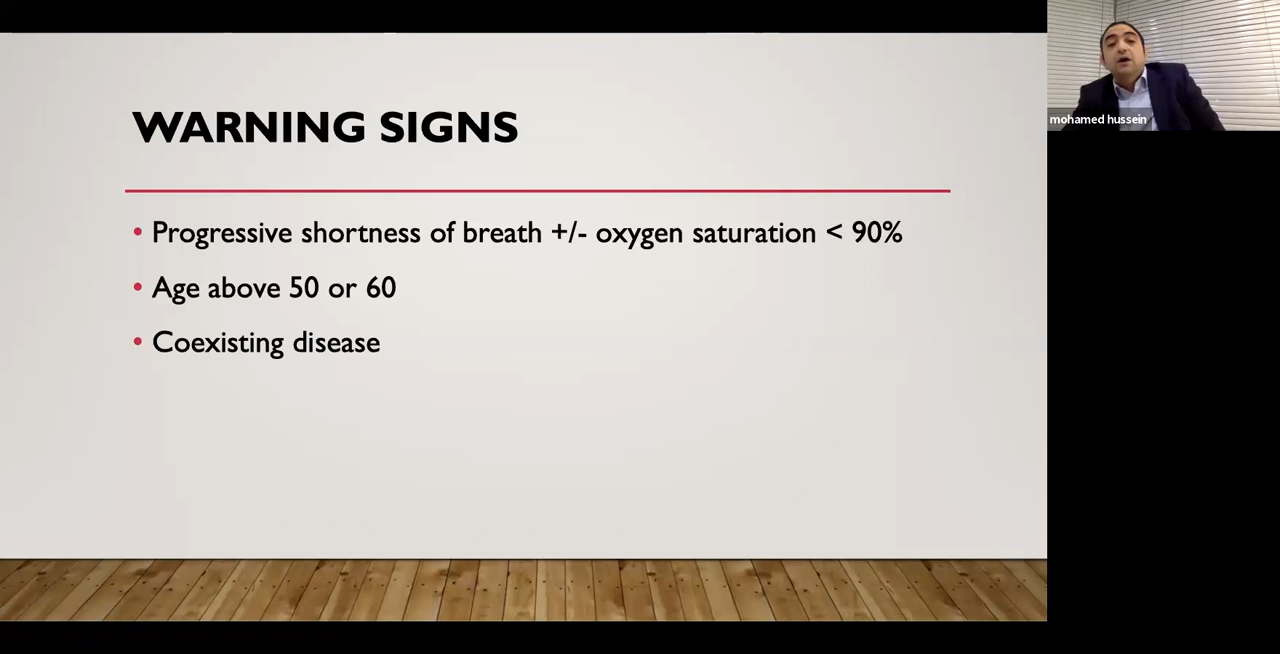 WARNING SIGNS
• Progressive shortness of breath +/- oxygen saturation < 90%
• Age above 50 or 60
• Coexisting disease
mohamed hussein